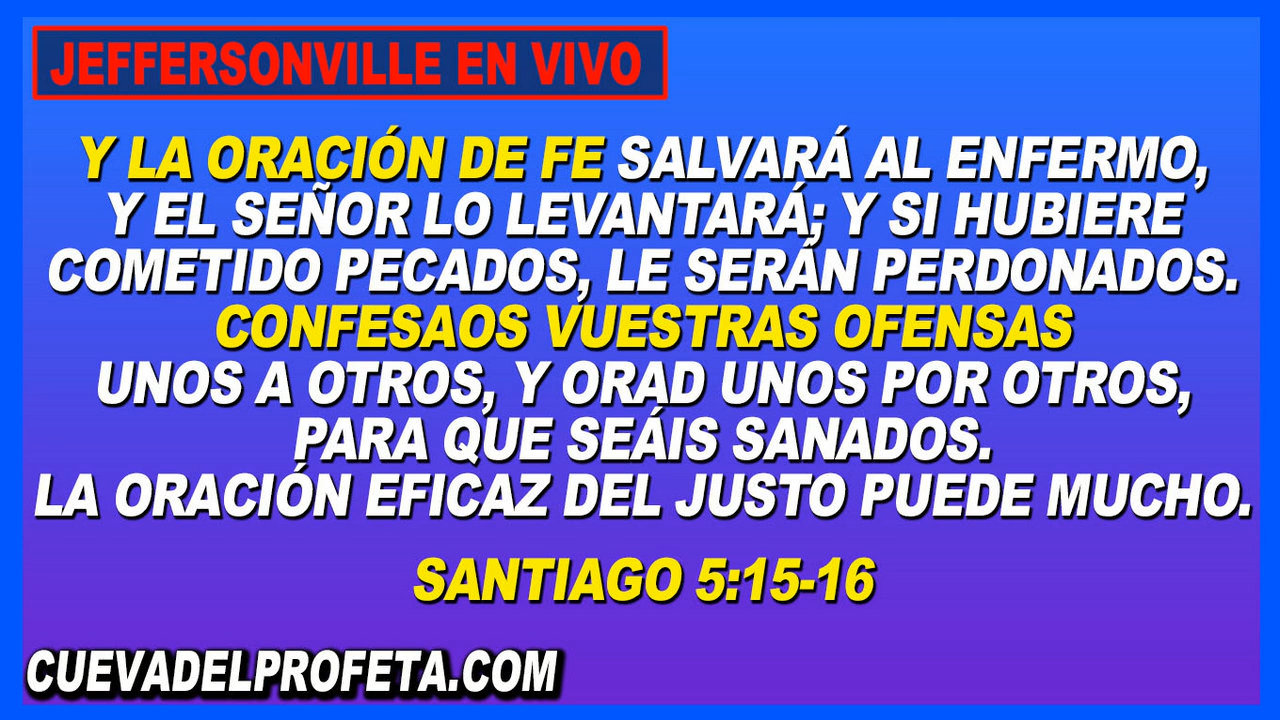 JEFFERSONVILLE EN VIVO
Y LA ORACIÓN DE FE SALVARÁ AL ENFERMO,
Y EL SEÑOR LO LEVANTARÁ; Y SI HUBIERE
COMETIDO PECADOS, LE SERÁN PERDONADOS.
CONFESAOS VUESTRAS OFENSAS
UNOS A OTROS, Y ORAD UNOS POR OTROS,
PARA QUE SEÁIS SANADOS.
LA ORACIÓN EFICAZ DEL JUSTO PUEDE MUCHO.
SANTIAGO 5:15-16
CUEVADELPROFETA.COM